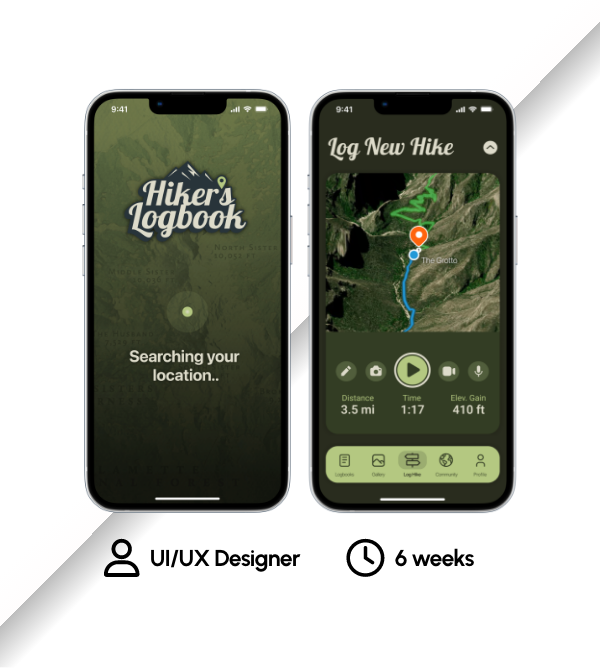 9:41
Hiker's
Logbook
NORTH SISTER
Searching your
location..
9:41
Log New Hike
The Grotto
Distance
Time
Elev. Gain
3.5 mi
1:17
410 ft
Logbooks
Gallery
Log Hike
Community
Profile
UI/UX Designer
6 weeks